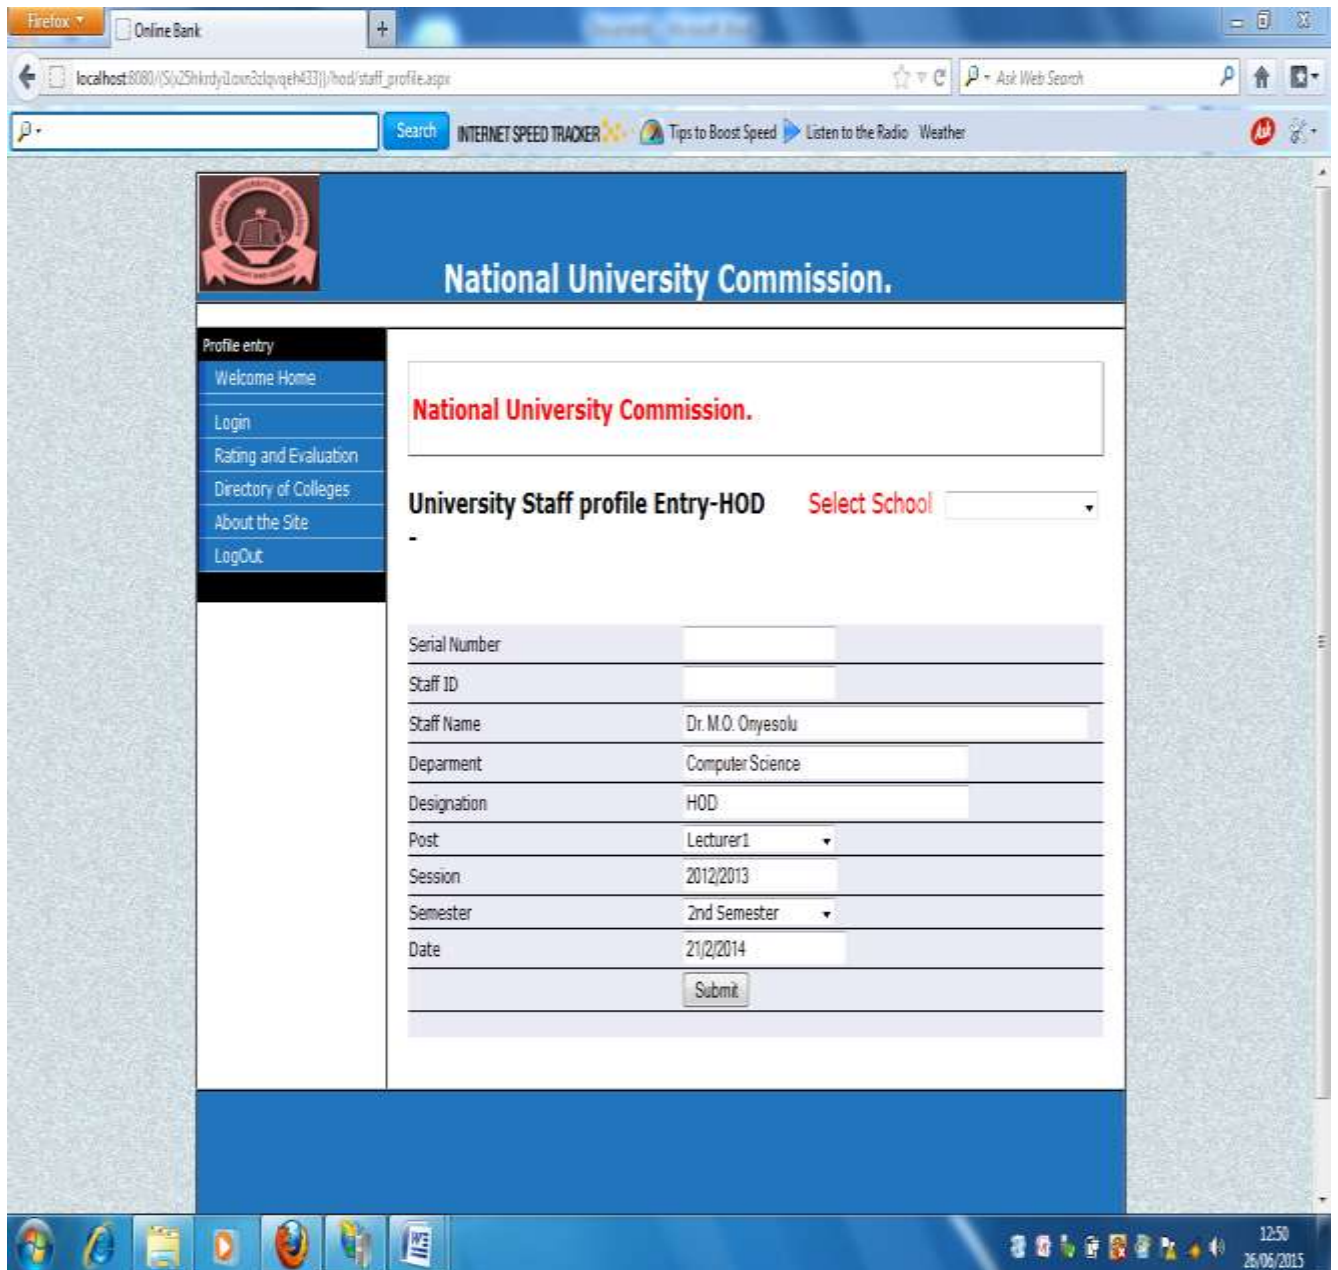 Firefox
Online Bank
+
Ask Web Search
Search INTERNET SPEED TRACKER Tips to Boost Speed Listen to the Radio Weather
Ask
National University Commission.
Profile entry
Welcome Home
Login
Rating and Evaluation
Directory of Colleges
About the Site
LogOut
National University Commission.
University Staff profile Entry-HOD Select School
-
Serial Number
Staff ID
Staff Name Dr. M.O. Onyesolu
Deparment Computer Science
Designation HOD
Post Lecturer1
Session 2012/2013
Semester 2nd Semester
Date 21/2/2014
Submit
12:50
26/06/2015